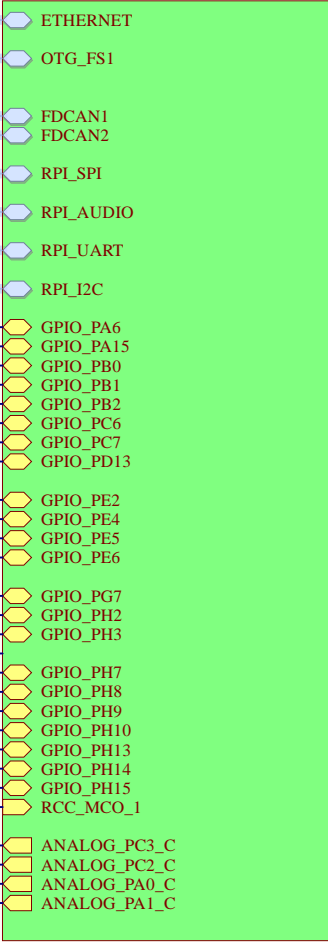 ETHERNET
OTG_FS1
FDCAN1
FDCAN2
RPI_SPI
RPI_AUDIO
RPI_UART
RPI_I2C
GPIO_PA6
GPIO_PA15
GPIO_PB0
GPIO_PB1
GPIO_PB2
GPIO_PC6
GPIO_PC7
GPIO_PD13
GPIO_PE2
GPIO_PE4
GPIO_PE5
GPIO_PE6
GPIO_PG7
GPIO_PH2
GPIO_PH3
GPIO_PH7
GPIO_PH8
GPIO_PH9
GPIO_PH10
GPIO_PH13
GPIO_PH14
GPIO_PH15
RCC_MCO_1
ANALOG_PC3_C
ANALOG_PC2_C
ANALOG_PA0_C
ANALOG_PA1_C